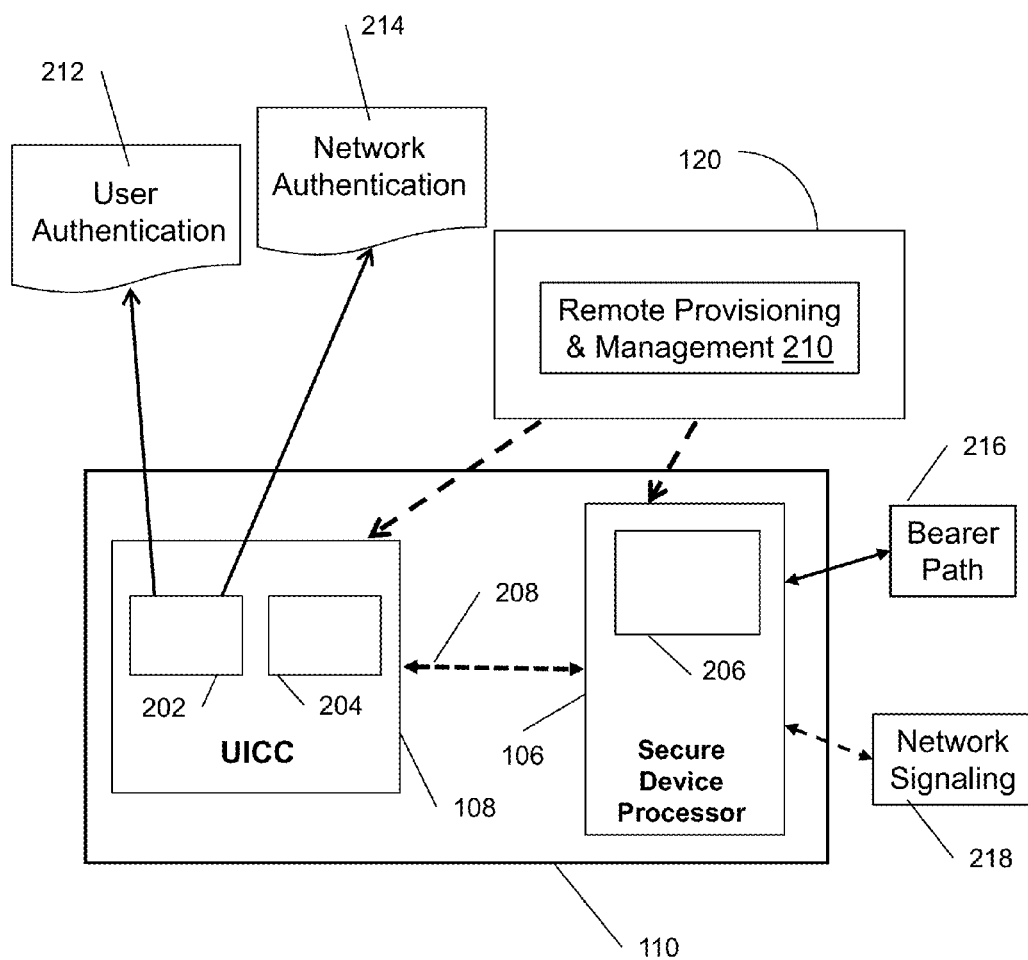 214
212
Network
Authentication
User
Authentication
120
Remote Provisioning
& Management 210
216
Bearer
Path
208
202
204
206
UICC
106
Secure
Device
Processor
Network
Signaling
108
218
110